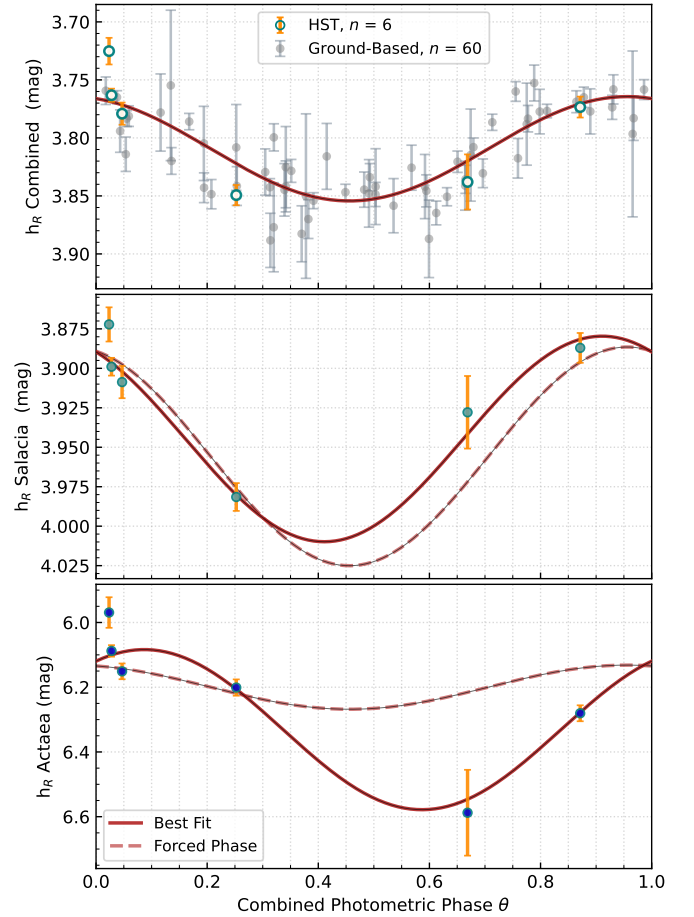 3.70
3.75
3.80
3.85
3.90
h_R Combined (mag)
HST, n = 6
Ground-Based, n = 60
3.875
3.900
3.925
3.950
3.975
4.000
4.025
h_R Salacia (mag)
6.0
6.2
6.4
6.6
h_R Actaea (mag)
Best Fit
Forced Phase
0.0 0.2 0.4 0.6 0.8 1.0
Combined Photometric Phase θ